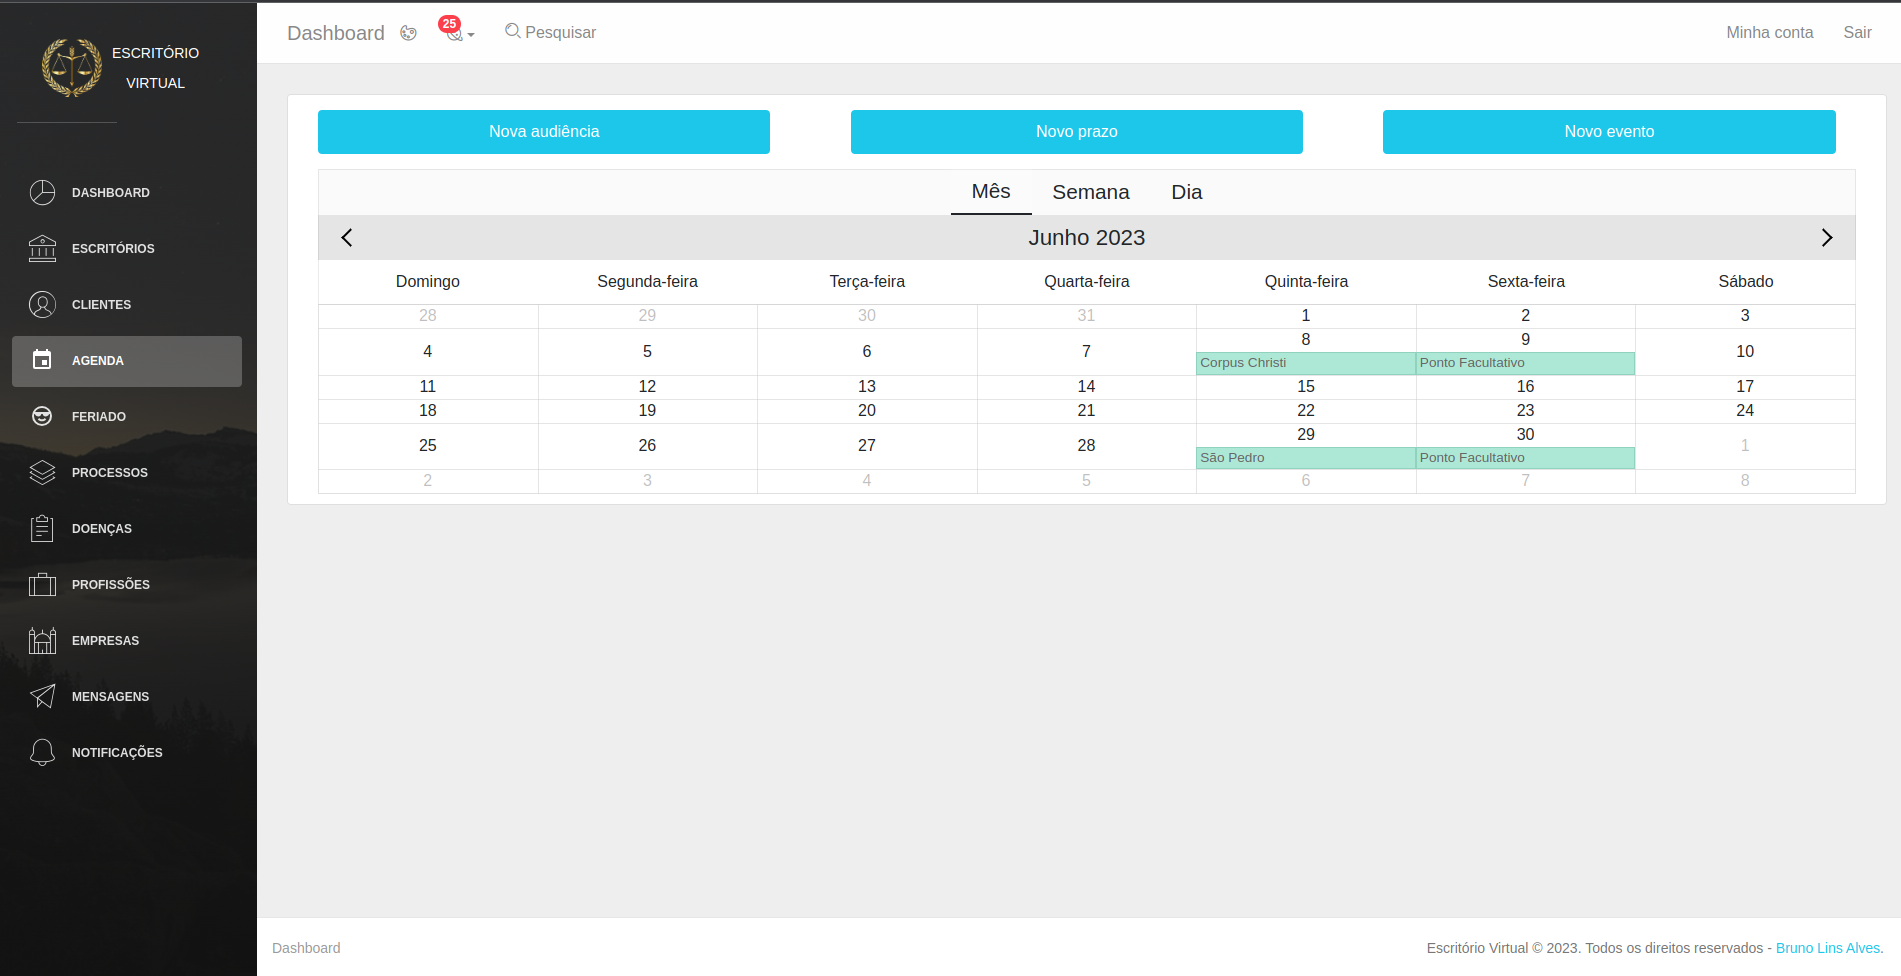 ESCRITÓRIO
VIRTUAL
DASHBOARD
ESCRITÓRIOS
CLIENTES
AGENDA
FERIADO
PROCESSOS
DOENÇAS
PROFISSÕES
EMPRESAS
MENSAGENS
NOTIFICAÇÕES
Dashboard 25 Pesquisar Minha conta Sair
Nova audiência Novo prazo Novo evento
Mês Semana Dia
Junho 2023
Domingo Segunda-feira Terça-feira Quarta-feira Quinta-feira Sexta-feira Sábado
28 29 30 31 1 2 3
4 5 6 7 8 9 10
Corpus Christi Ponto Facultativo
11 12 13 14 15 16 17
18 19 20 21 22 23 24
25 26 27 28 29 30 1
São Pedro Ponto Facultativo
2 3 4 5 6 7 8
Dashboard Escritório Virtual © 2023. Todos os direitos reservados - Bruno Lins Alves.